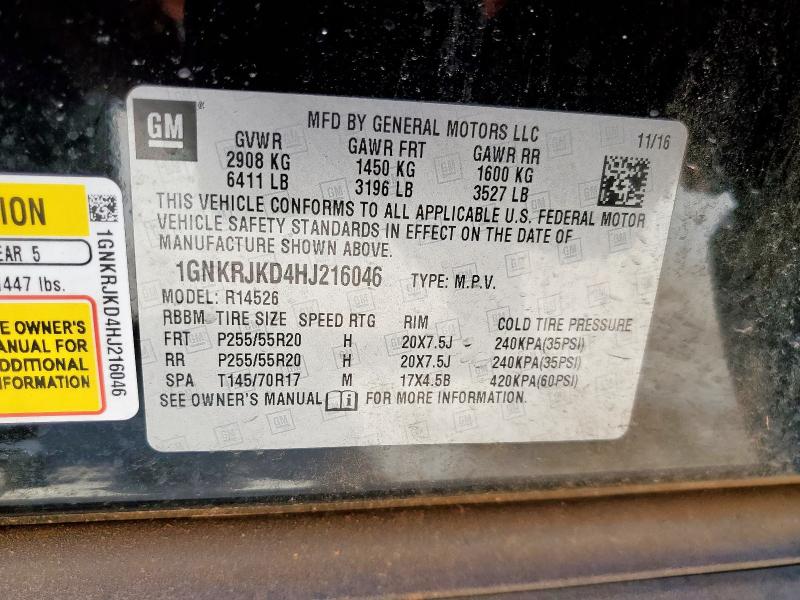 GM
MFD BY GENERAL MOTORS LLC
11/16
GVWR GAWR FRT GAWR RR
2908 KG 1450 KG 1600 KG
6411 LB 3196 LB 3527 LB
THIS VEHICLE CONFORMS TO ALL APPLICABLE U.S. FEDERAL MOTOR
VEHICLE SAFETY STANDARDS IN EFFECT ON THE DATE OF
MANUFACTURE SHOWN ABOVE.
1GNKRJKD4HJ216046 TYPE: M.P.V.
MODEL: R14526
RBBM TIRE SIZE SPEED RTG RIM COLD TIRE PRESSURE
FRT P255/55R20 H 20X7.5J 240KPA(35PSI)
RR P255/55R20 H 20X7.5J 240KPA(35PSI)
SPA T145/70R17 M 17X4.5B 420KPA(60PSI)
SEE OWNER'S MANUAL FOR MORE INFORMATION.
TION
EAR 5
1447 lbs.
E OWNER'S
ANUAL FOR
DDITIONAL
NFORMATION
1GNKRJKD4HJ216046